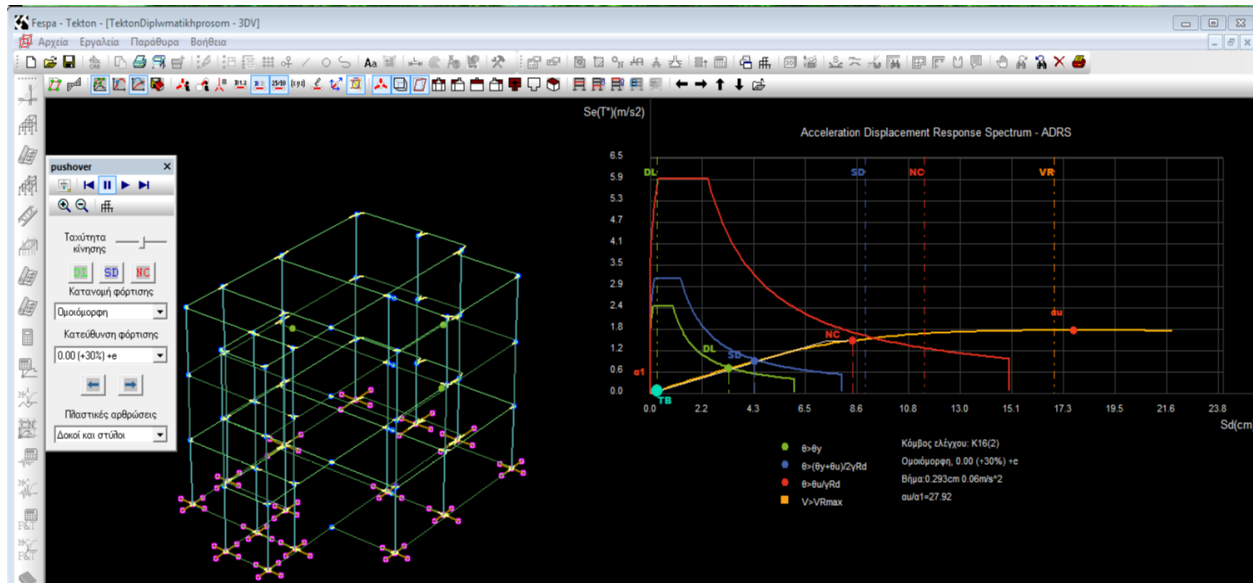 Fespa - Tekton - [TektonDiplwmatikhprosom - 3DV]
Αρχεία Εργαλεία Παράθυρα Βοήθεια
pushover
Ταχύτητα
κίνησης
DL SD NC
Κατανομή φόρτισης
Ομοιόμορφη
Κατεύθυνση φόρτισης
0.00 (+30%) +e
Πλαστικές αρθρώσεις
Δοκοί και στύλοι
Se(T*)(m/s2)
Acceleration Displacement Response Spectrum - ADRS
DL SD NC VR
6.5
5.9
5.3
4.7
4.1
3.5
2.9
2.4
1.8
1.2
0.6
0.0
αu
NC
DL
SD
α1
TB
0.0 2.2 4.3 6.5 8.6 10.8 13.0 15.1 17.3 19.5 21.6 23.8
Sd(cm
θ>θy
θ>(θy+θu)/2γRd
θ>θu/γRd
V>VRmax
Κόμβος ελέγχου: K16(2)
Ομοιόμορφη, 0.00 (+30%) +e
Βήμα:0.293cm 0.06m/s^2
αu/α1=27.92